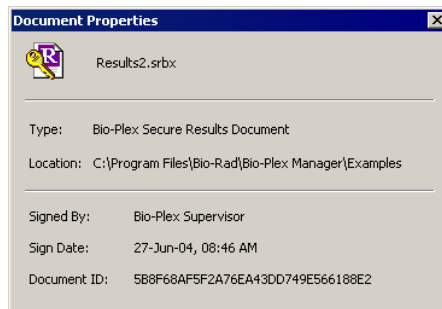 Document Properties
Results2.srbx
Type: Bio-Plex Secure Results Document
Location: C:\Program Files\Bio-Rad\Bio-Plex Manager\Examples
Signed By: Bio-Plex Supervisor
Sign Date: 27-Jun-04, 08:46 AM
Document ID: 5B8F68AF5F2A76EA43DD749E566188E2